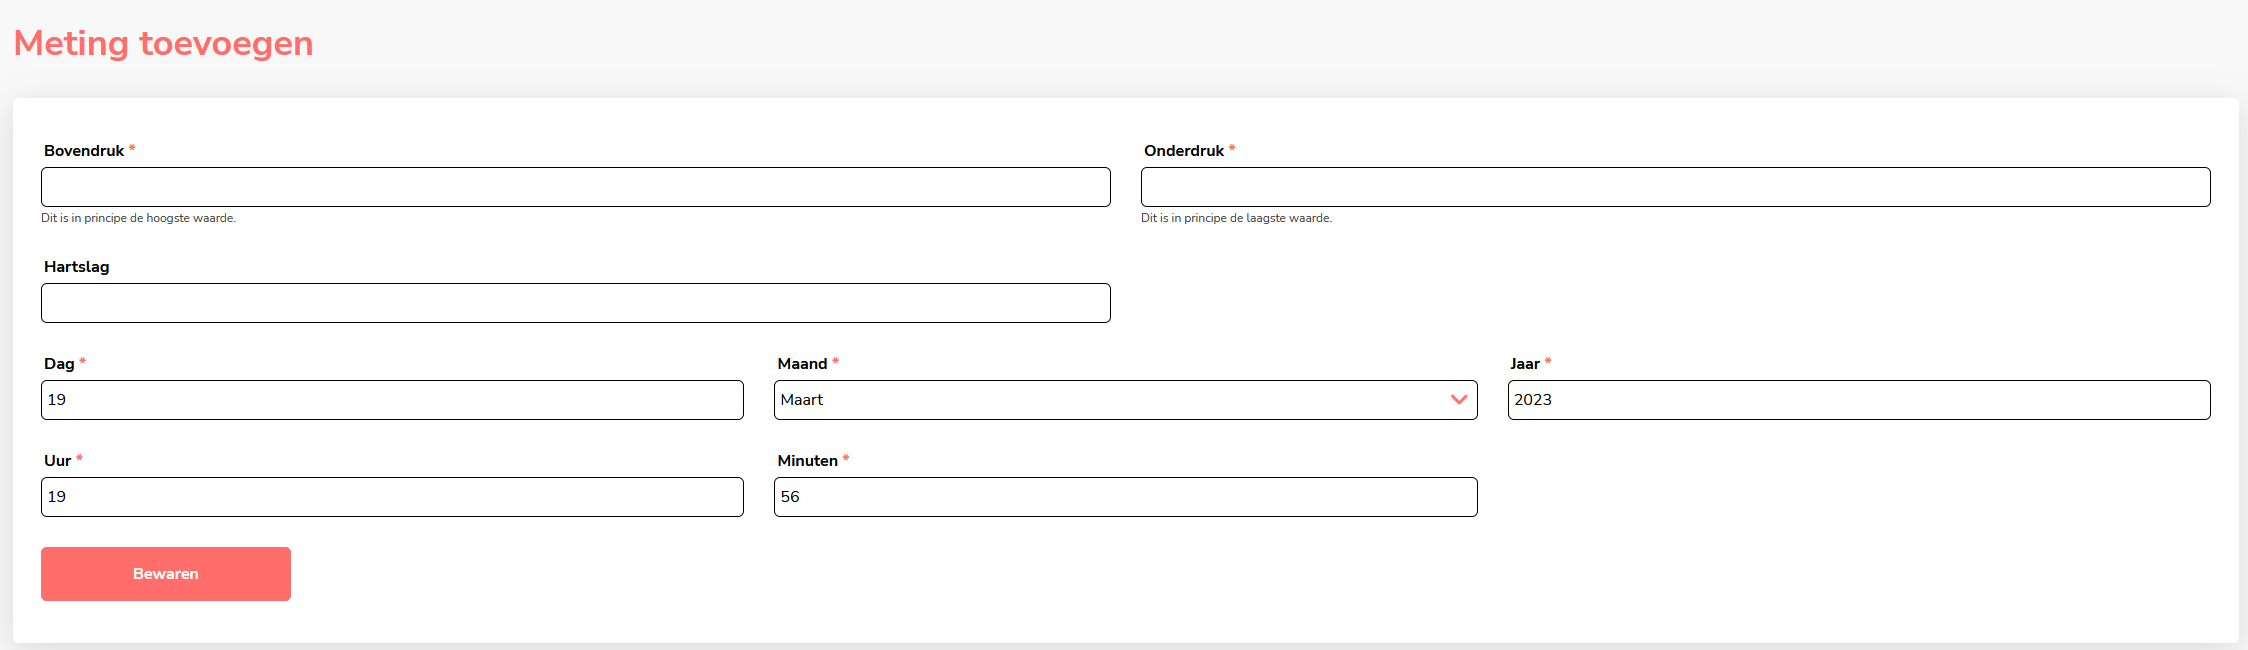 Meting toevoegen
Bovendruk *
Onderdruk *
Dit is in principe de hoogste waarde.
Dit is in principe de laagste waarde.
Hartslag
Dag *
Maand *
Jaar *
19
Maart
2023
Uur *
Minuten *
19
56
Bewaren